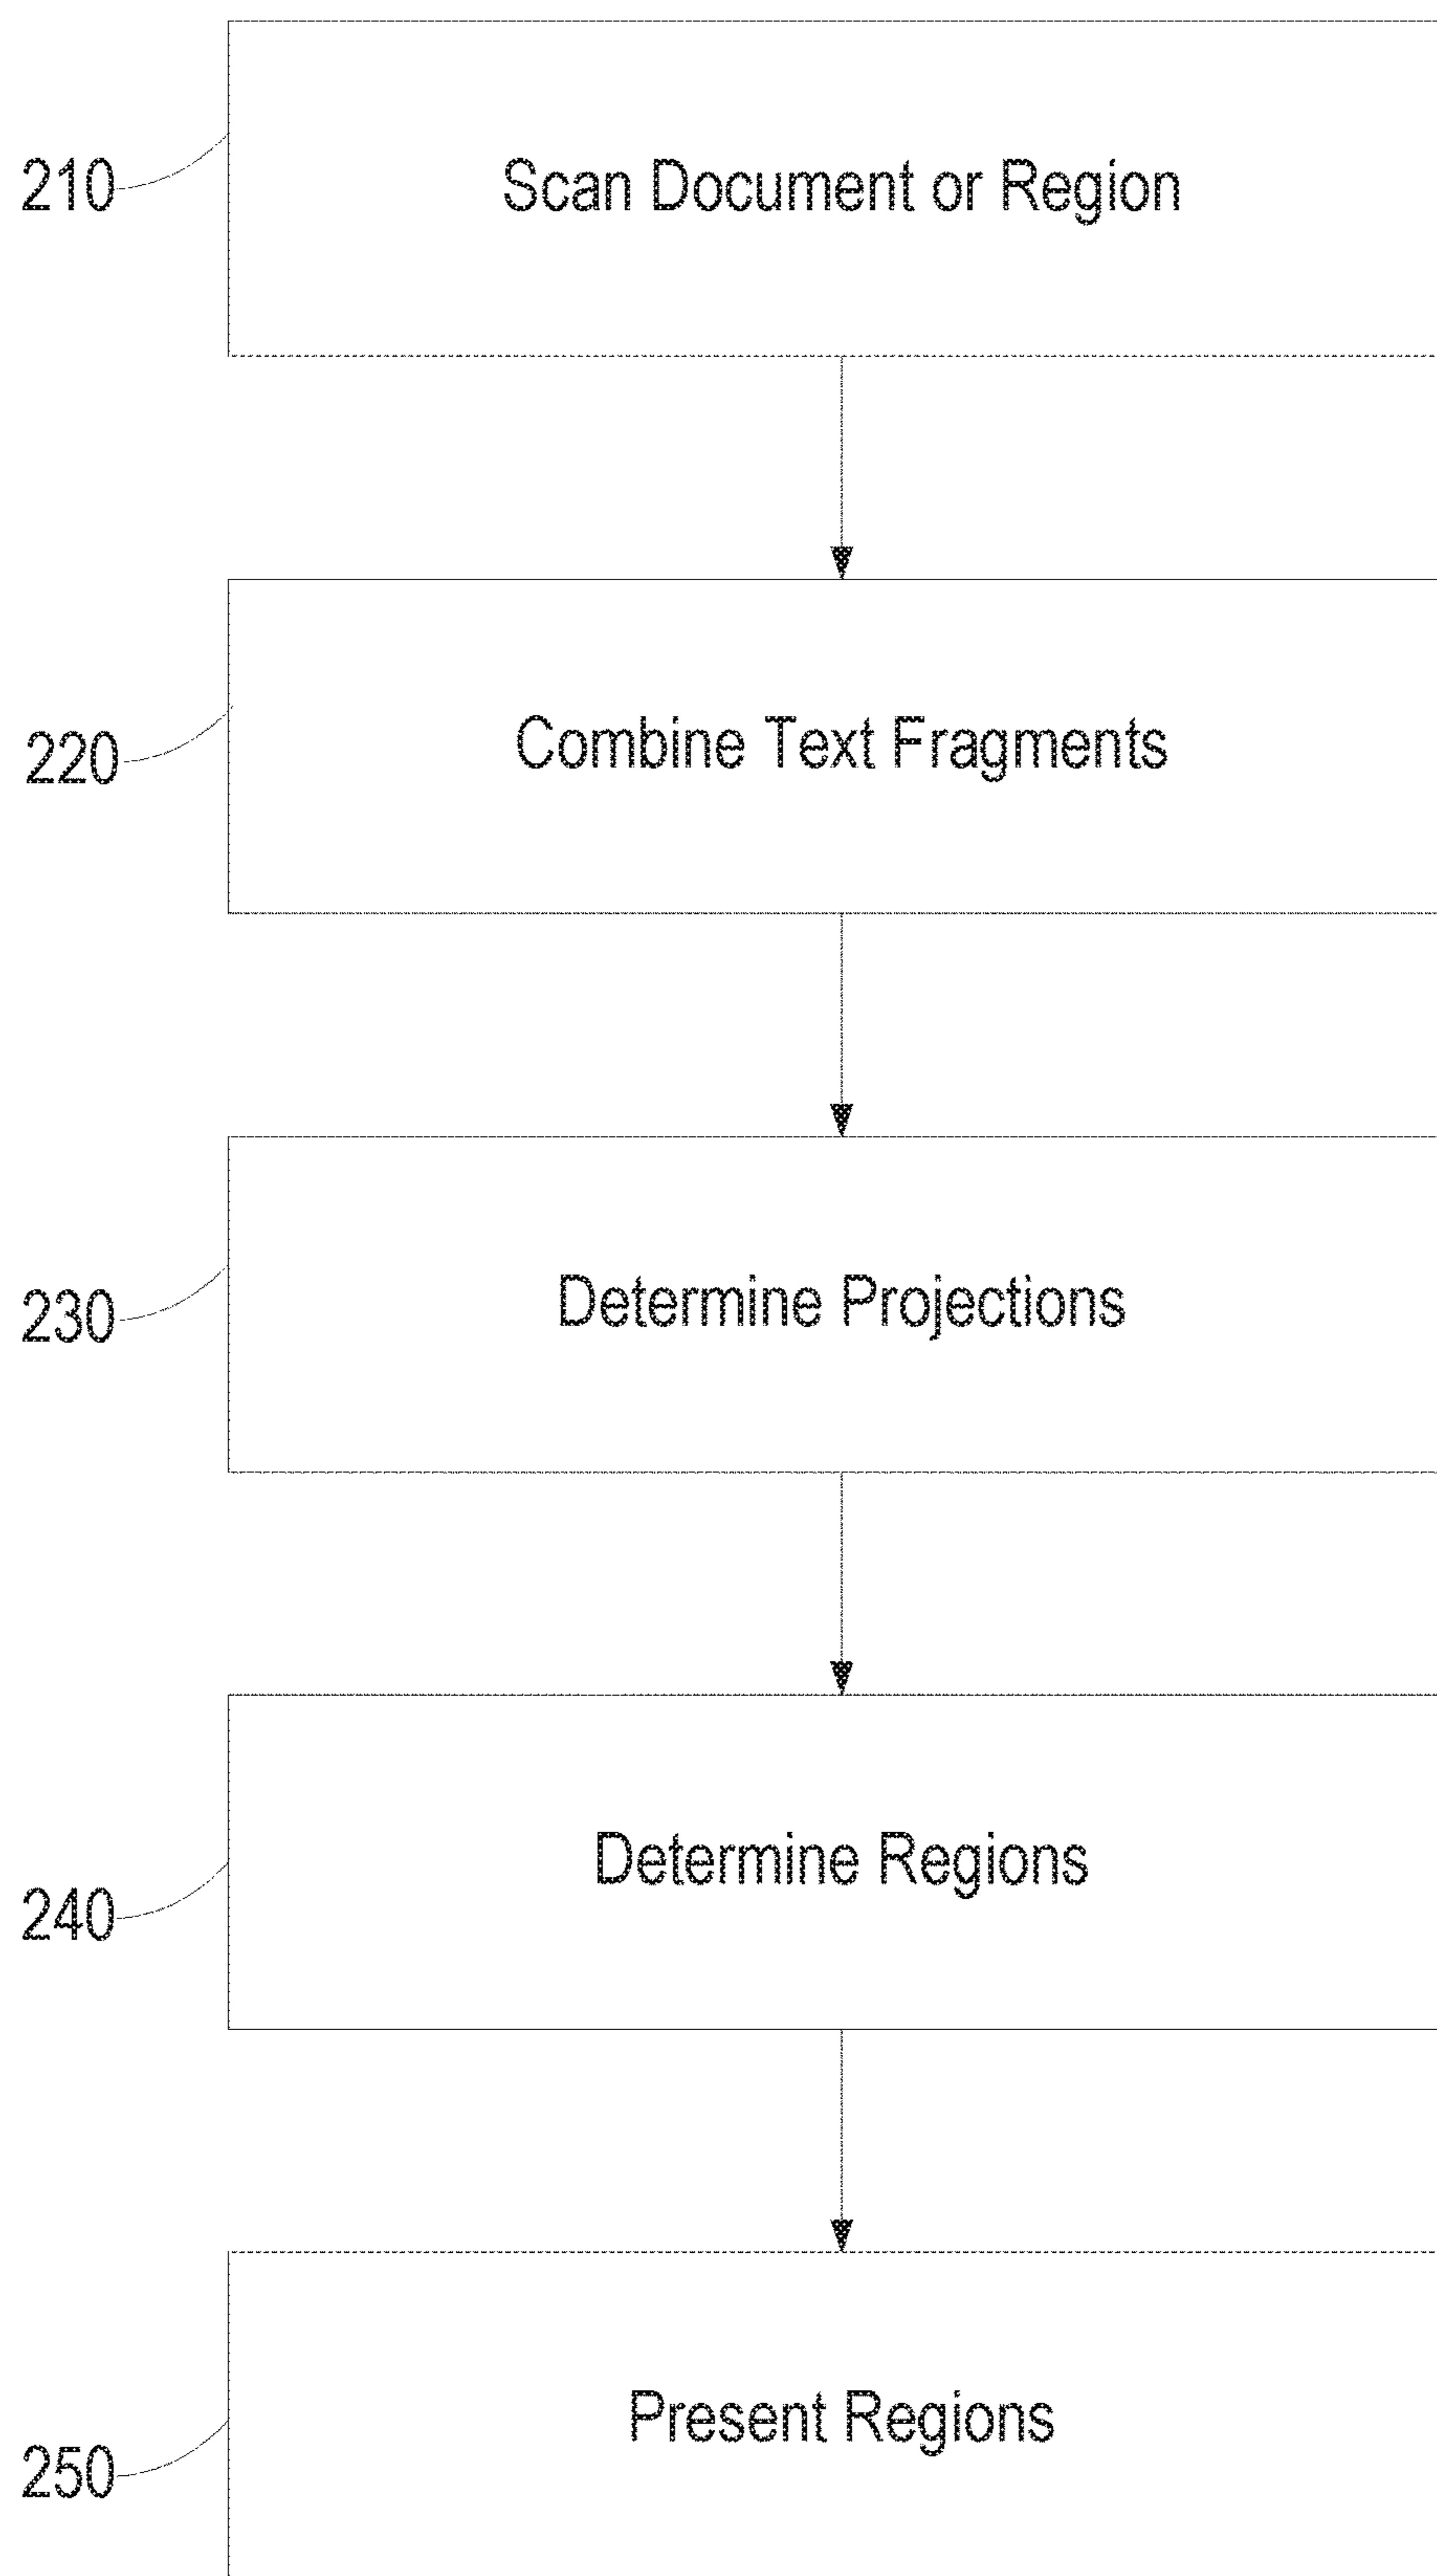 210 Scan Document or Region
220 Combine Text Fragments
230 Determine Projections
240 Determine Regions
250 Present Regions